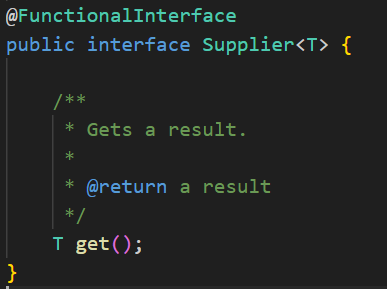 @FunctionalInterface
public interface Supplier<T> {
/**
* Gets a result.
*
* @return a result
*/
T get();
}